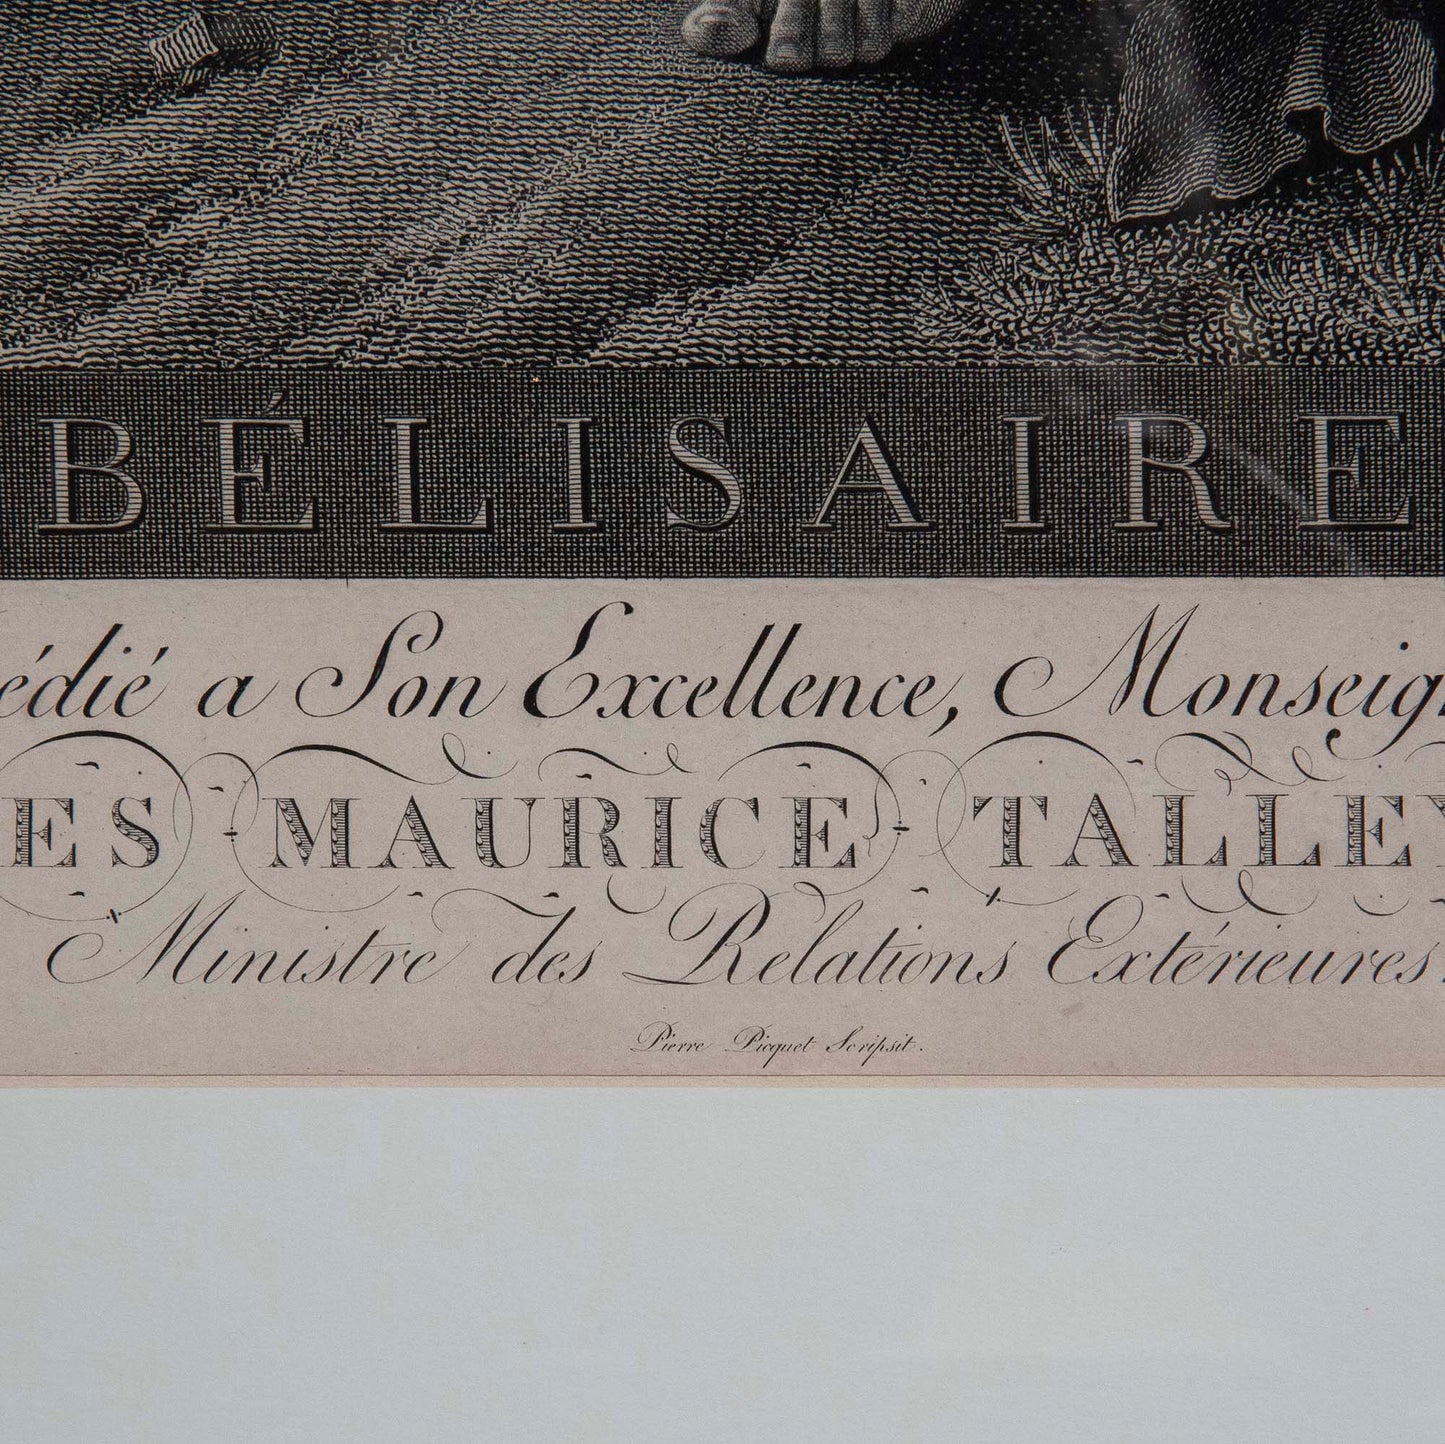 BÉLISAIRE
édié a Son Excellence, Monseig
ES MAURICE TALLEY
Ministre des Relations Extérieures.
Pierre Picquet Scripsit.